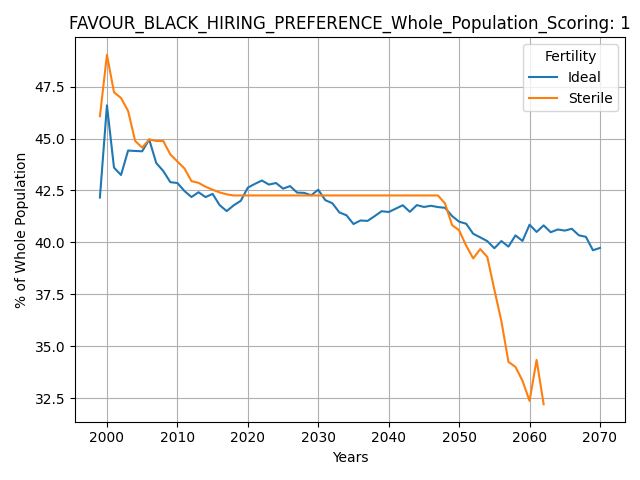 FAVOUR_BLACK_HIRING_PREFERENCE_Whole_Population_Scoring: 1
Fertility
Ideal
Sterile
% of Whole Population
47.5
45.0
42.5
40.0
37.5
35.0
32.5
2000 2010 2020 2030 2040 2050 2060 2070
Years